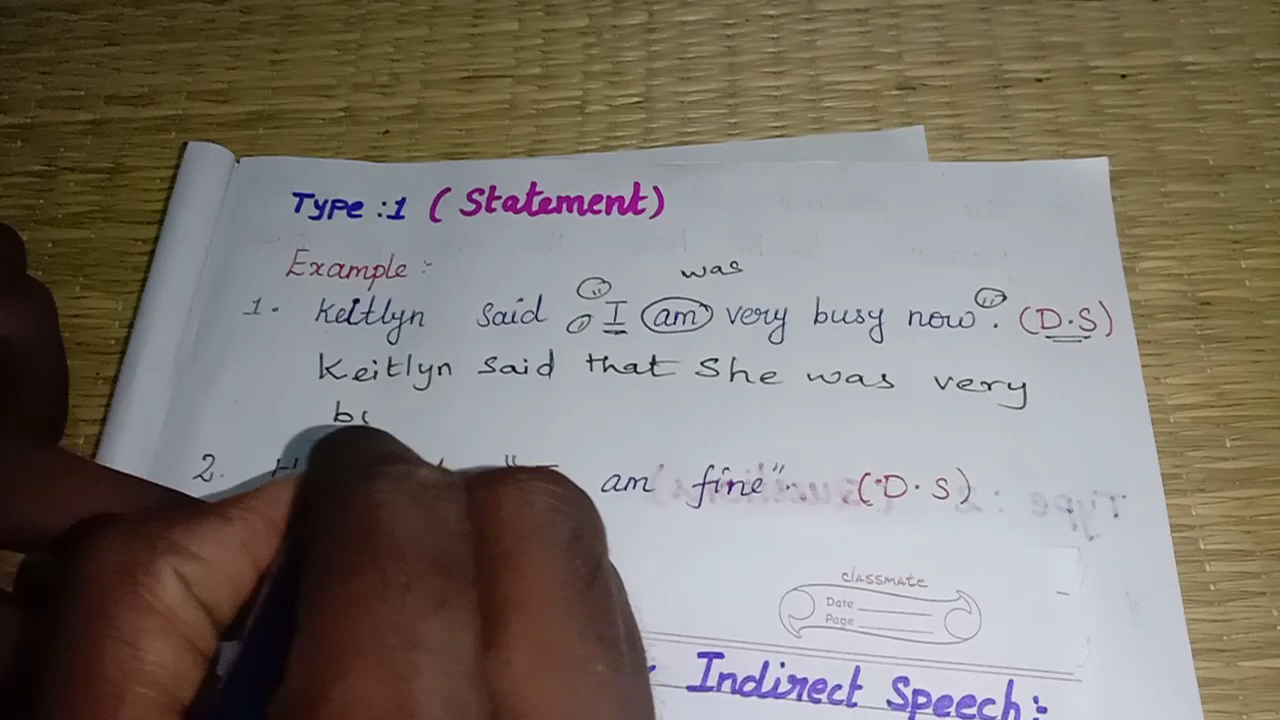 Type :1 (Statement)
Example :-
was
1. Keitlyn said " I am very busy now". (D.S)
Keitlyn said that She was very
2. am fine". (D.S)
classmate
Date
Page
Indirect Speech:-